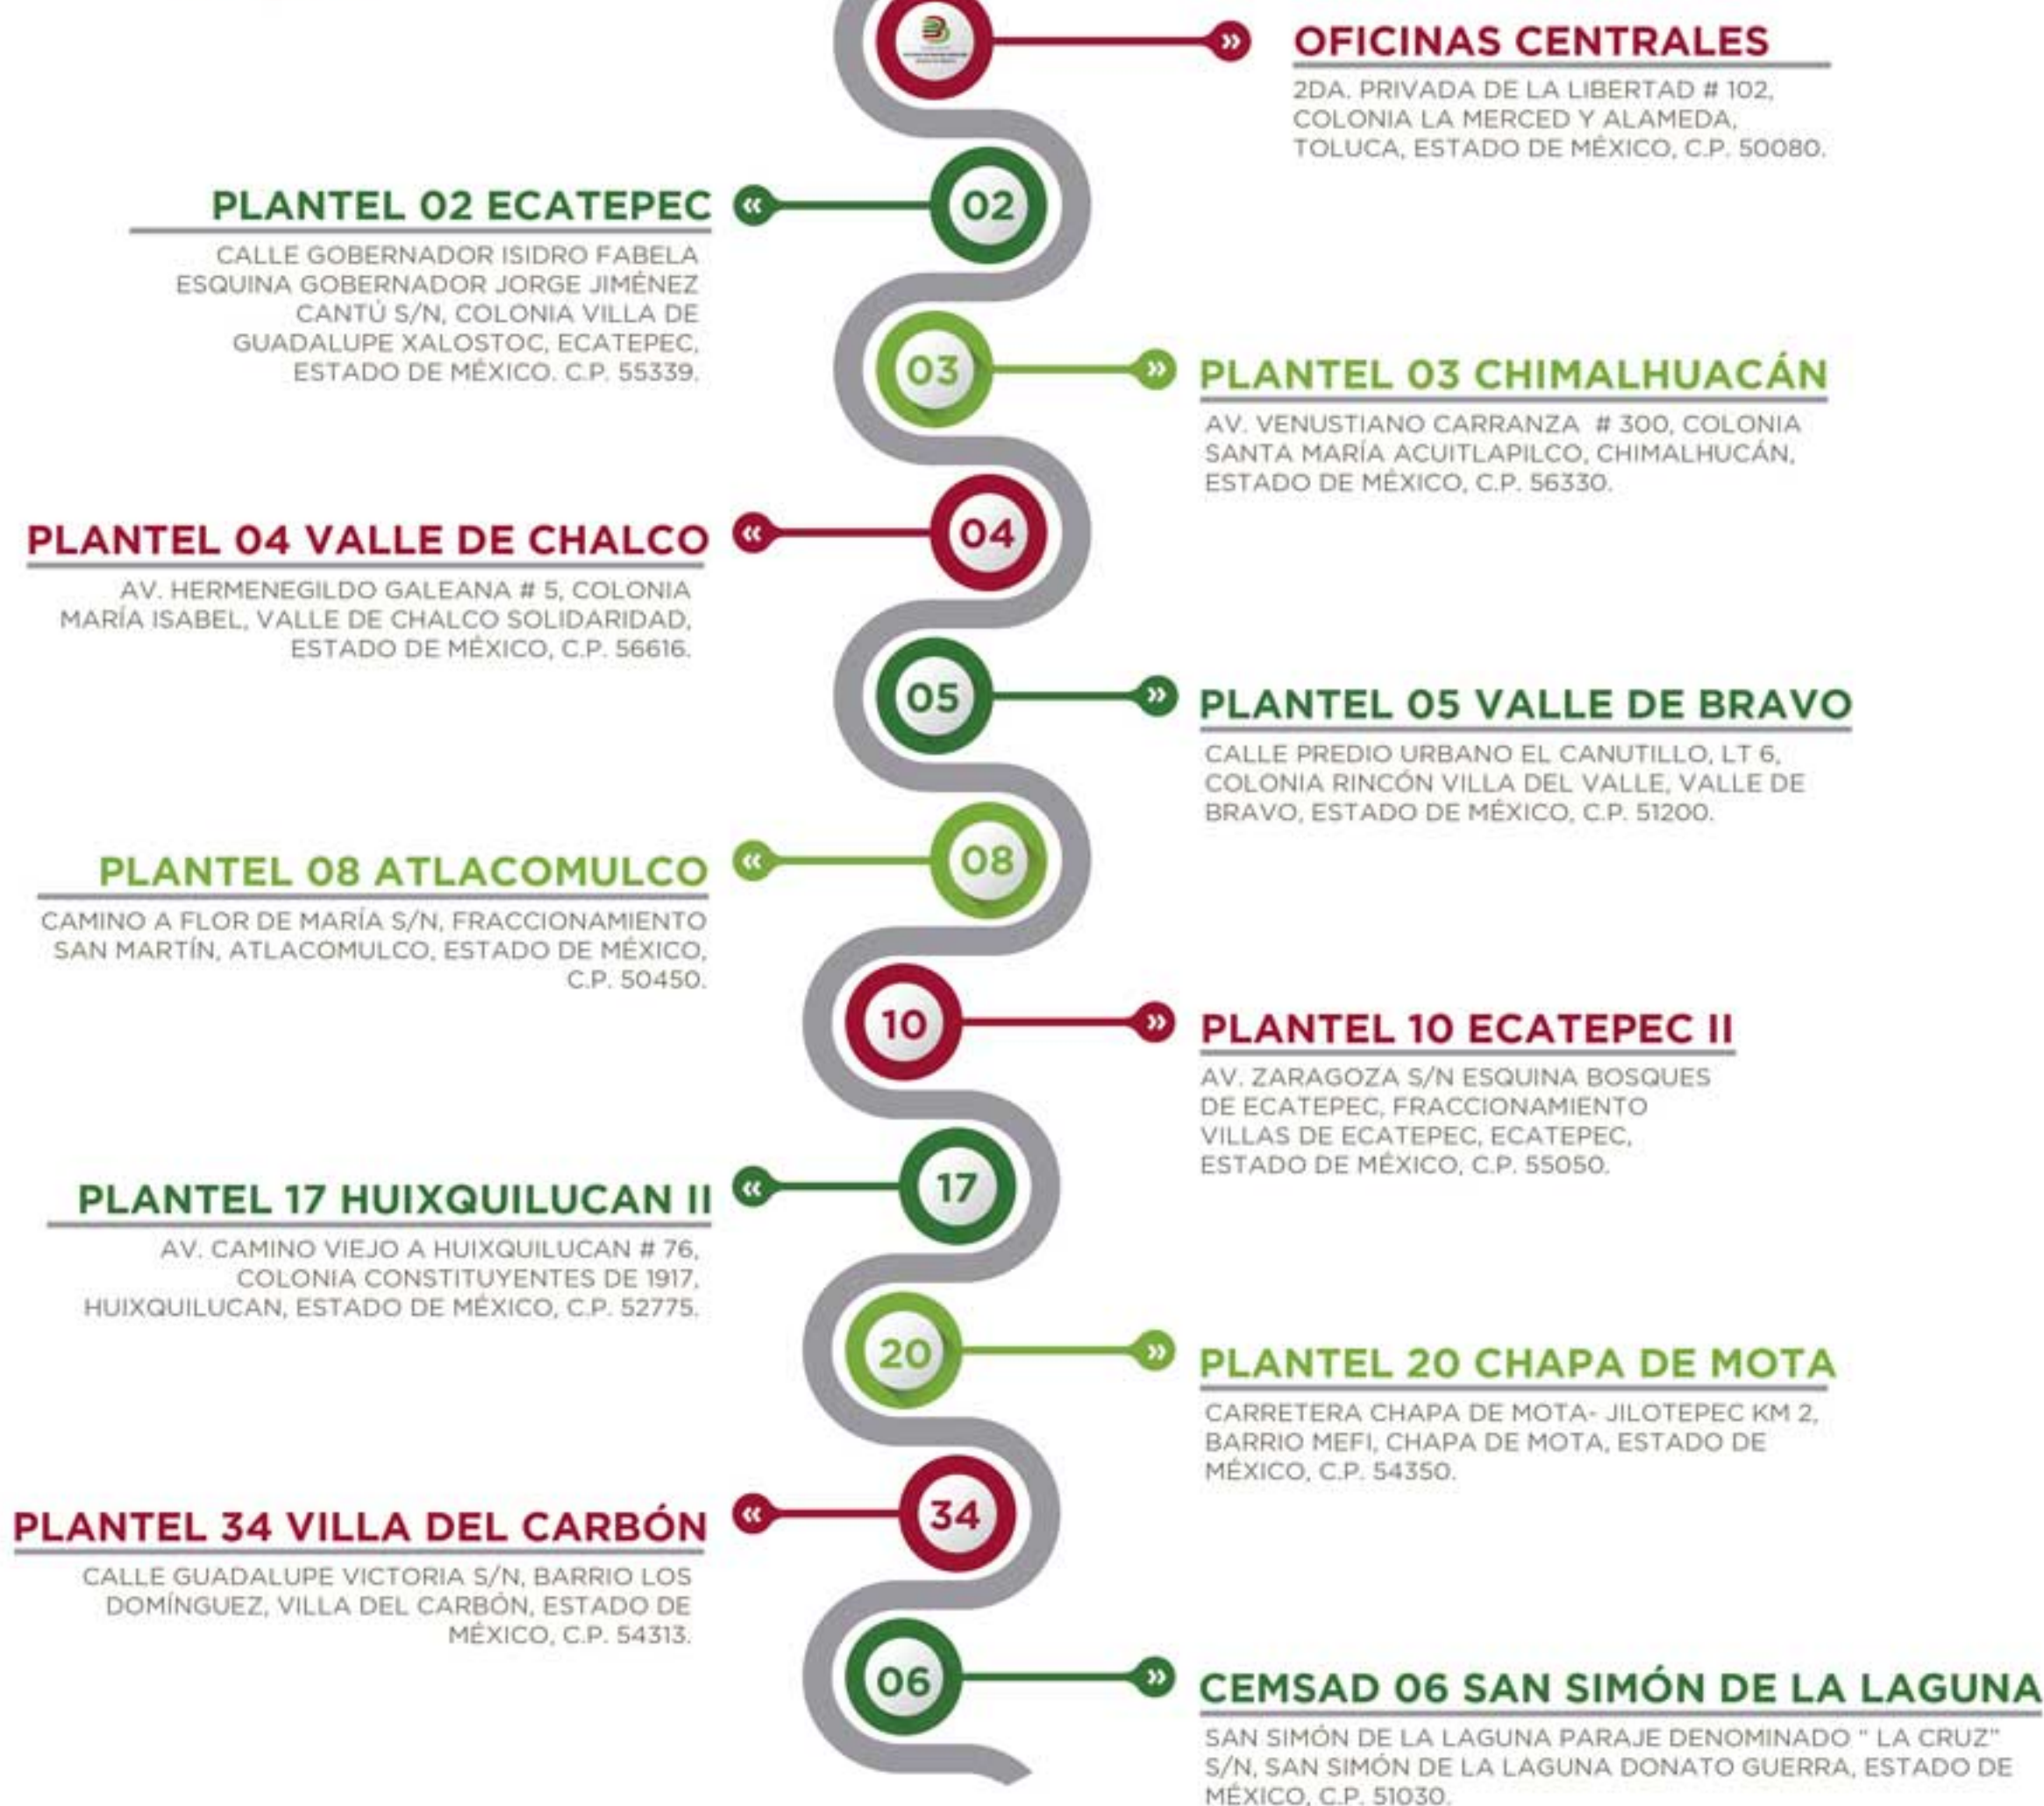 OFICINAS CENTRALES
2DA. PRIVADA DE LA LIBERTAD # 102,
COLONIA LA MERCED Y ALAMEDA,
TOLUCA, ESTADO DE MÉXICO, C.P. 50080.
PLANTEL 02 ECATEPEC
02
CALLE GOBERNADOR ISIDRO FABELA
ESQUINA GOBERNADOR JORGE JIMÉNEZ
CANTÚ S/N, COLONIA VILLA DE
GUADALUPE XALOSTOC, ECATEPEC,
ESTADO DE MÉXICO. C.P. 55339.
03
PLANTEL 03 CHIMALHUACÁN
AV. VENUSTIANO CARRANZA # 300, COLONIA
SANTA MARÍA ACUITLAPILCO, CHIMALHUCÁN,
ESTADO DE MÉXICO, C.P. 56330.
PLANTEL 04 VALLE DE CHALCO
04
AV. HERMENEGILDO GALEANA # 5, COLONIA
MARÍA ISABEL, VALLE DE CHALCO SOLIDARIDAD,
ESTADO DE MÉXICO, C.P. 56616.
05
PLANTEL 05 VALLE DE BRAVO
CALLE PREDIO URBANO EL CANUTILLO, LT 6,
COLONIA RINCÓN VILLA DEL VALLE, VALLE DE
BRAVO, ESTADO DE MÉXICO, C.P. 51200.
PLANTEL 08 ATLACOMULCO
08
CAMINO A FLOR DE MARÍA S/N, FRACCIONAMIENTO
SAN MARTÍN, ATLACOMULCO, ESTADO DE MÉXICO,
C.P. 50450.
10
PLANTEL 10 ECATEPEC II
AV. ZARAGOZA S/N ESQUINA BOSQUES
DE ECATEPEC, FRACCIONAMIENTO
VILLAS DE ECATEPEC, ECATEPEC,
ESTADO DE MÉXICO, C.P. 55050.
PLANTEL 17 HUIXQUILUCAN II
17
AV. CAMINO VIEJO A HUIXQUILUCAN # 76,
COLONIA CONSTITUYENTES DE 1917,
HUIXQUILUCAN, ESTADO DE MÉXICO, C.P. 52775.
20
PLANTEL 20 CHAPA DE MOTA
CARRETERA CHAPA DE MOTA- JILOTEPEC KM 2,
BARRIO MEFI, CHAPA DE MOTA, ESTADO DE
MÉXICO, C.P. 54350.
PLANTEL 34 VILLA DEL CARBÓN
34
CALLE GUADALUPE VICTORIA S/N, BARRIO LOS
DOMÍNGUEZ, VILLA DEL CARBÓN, ESTADO DE
MÉXICO, C.P. 54313.
06
CEMSAD 06 SAN SIMÓN DE LA LAGUNA
SAN SIMÓN DE LA LAGUNA PARAJE DENOMINADO " LA CRUZ"
S/N, SAN SIMÓN DE LA LAGUNA DONATO GUERRA, ESTADO DE
MÉXICO, C.P. 51030.